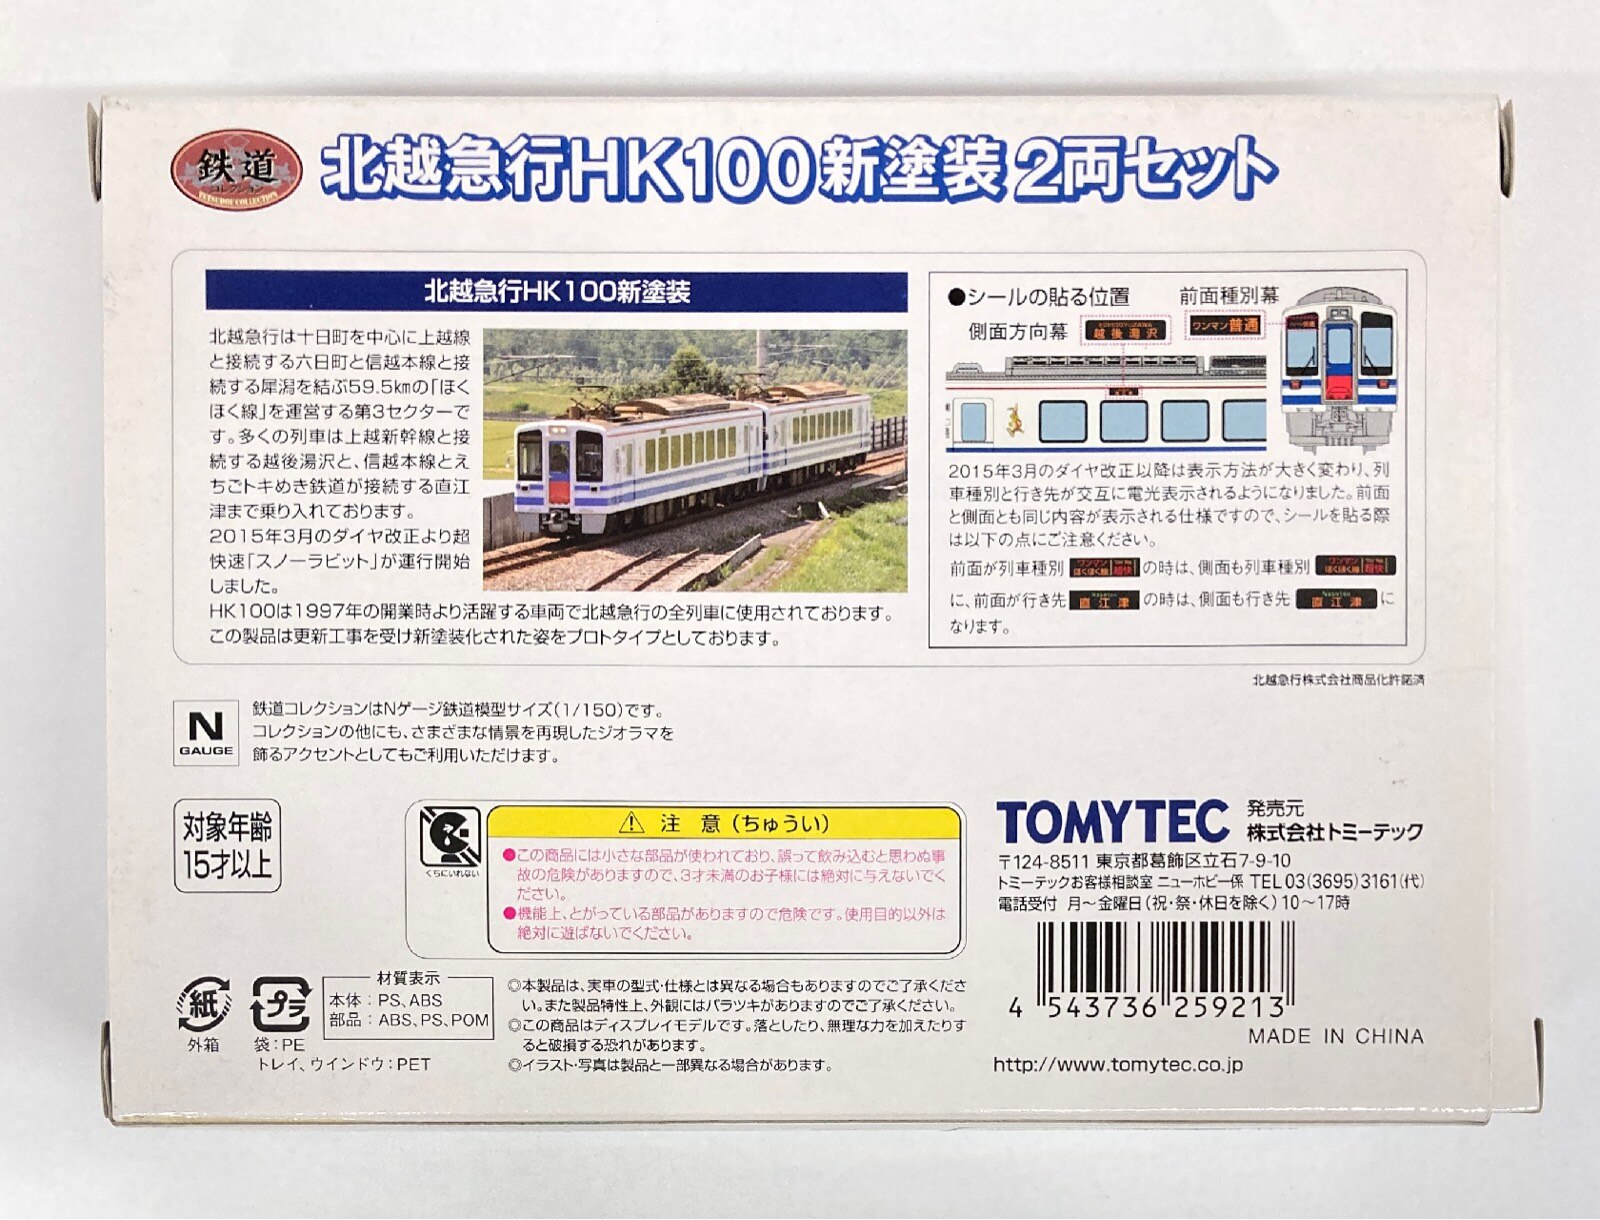 鉄道
コレクション
TETSUDOU COLLECTION
北越急行HK100新塗装2両セット
北越急行HK100新塗装
北越急行は十日町を中心に上越線
と接続する六日町と信越本線と接
続する犀潟を結ぶ59.5kmの「ほく
ほく線」を運営する第3セクターで
す。多くの列車は上越新幹線と接
続する越後湯沢と、信越本線とえ
ちごトキめき鉄道が接続する直江
津まで乗り入れております。
2015年3月のダイヤ改正より超
快速「スノーラビット」が運行開始
しました。
HK100は1997年の開業時より活躍する車両で北越急行の全列車に使用されております。
この製品は更新工事を受け新塗装化された姿をプロトタイプとしております。
●シールの貼る位置
前面種別幕
側面方向幕
越後湯沢
ワンマン普通
2015年3月のダイヤ改正以降は表示方法が大きく変わり、列
車種別と行き先が交互に電光表示されるようになりました。前面
と側面とも同じ内容が表示される仕様ですので、シールを貼る際
は以下の点にご注意ください。
前面が列車種別 ワンマン ほくほく線 超快 の時は、側面も列車種別 ワンマン ほくほく線 超快
に、前面が行き先 直江津 の時は、側面も行き先 直江津 に
なります。
北越急行株式会社商品化許諾済
N
GAUGE
鉄道コレクションはNゲージ鉄道模型サイズ(1/150)です。
コレクションの他にも、さまざまな情景を再現したジオラマを
飾るアクセントとしてもご利用いただけます。
対象年齢
15才以上
くちにいれない
⚠ 注 意(ちゅうい)
●この商品には小さな部品が使われており、誤って飲み込むと思わぬ事
故の危険がありますので、3才未満のお子様には絶対に与えないでく
ださい。
●機能上、とがっている部品がありますので危険です。使用目的以外は
絶対に遊ばないでください。
TOMYTEC
発売元
株式会社トミーテック
〒124-8511 東京都葛飾区立石7-9-10
トミーテックお客様相談室 ニューホビー係 TEL03(3695)3161(代)
電話受付 月〜金曜日(祝・祭・休日を除く)10〜17時
4 543736 259213
MADE IN CHINA
http://www.tomytec.co.jp
紙
外箱
プラ
袋:PE
トレイ、ウインドウ:PET
材質表示
本体:PS、ABS
部品:ABS、PS、POM
◎本製品は、実車の型式・仕様とは異なる場合もありますのでご了承くださ
い。また製品特性上、外観にはバラツキがありますのでご了承ください。
◎この商品はディスプレイモデルです。落としたり、無理な力を加えたりす
ると破損する恐れがあります。
◎イラスト・写真は製品と一部異なる場合があります。